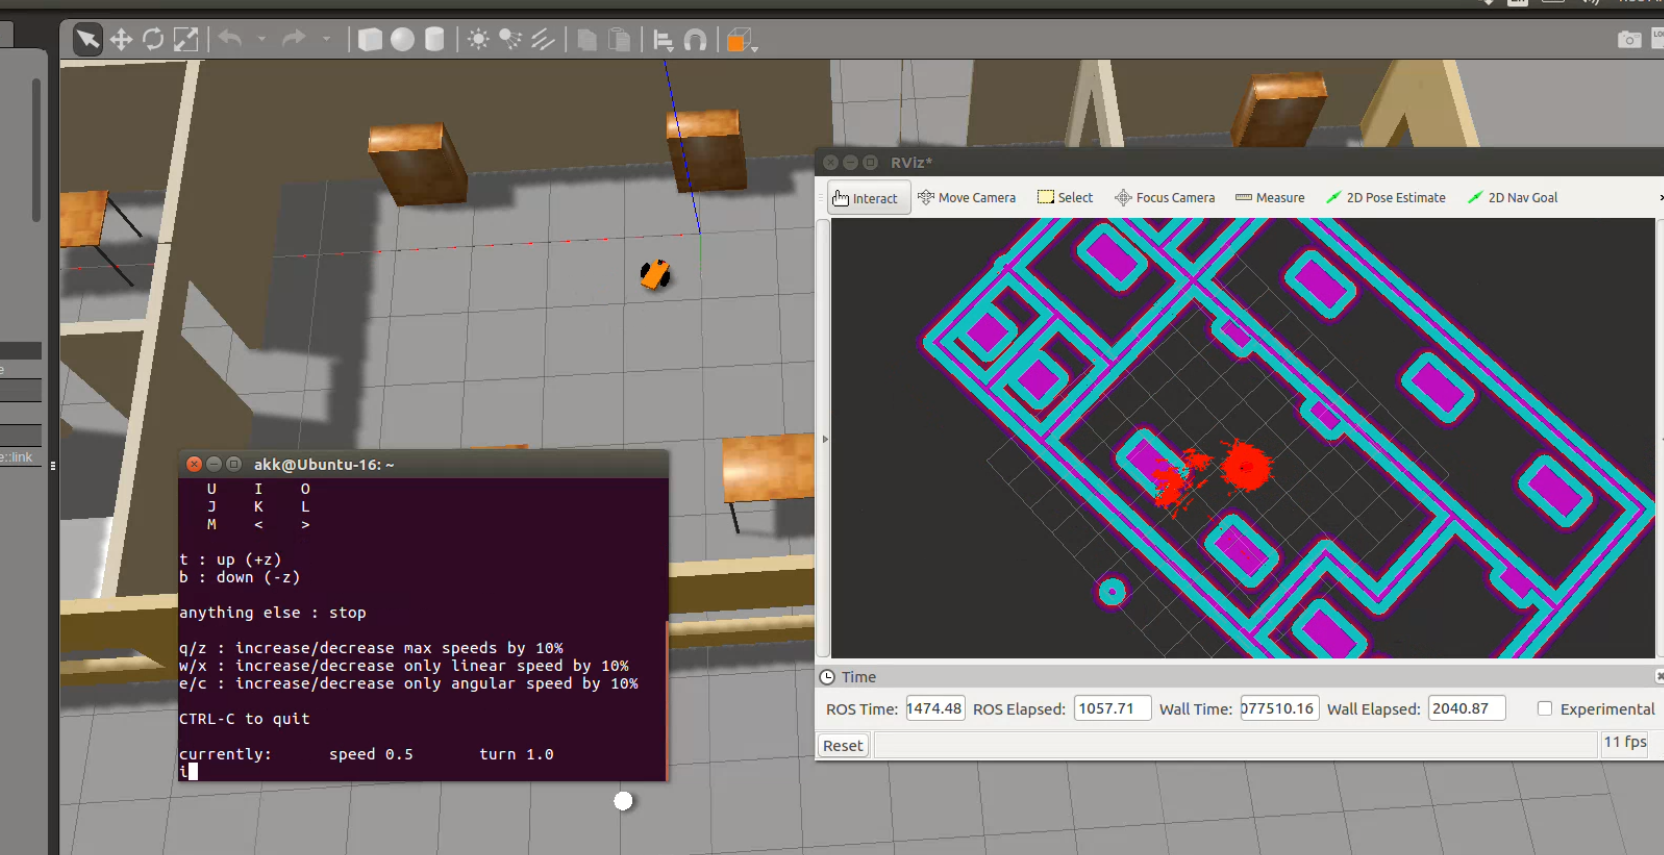 RViz*
Interact
Move Camera
Select
Focus Camera
Measure
2D Pose Estimate
2D Nav Goal
e::link
akk@Ubuntu-16: ~
U I O
J K L
M < >
t : up (+z)
b : down (-z)
anything else : stop
q/z : increase/decrease max speeds by 10%
w/x : increase/decrease only linear speed by 10%
e/c : increase/decrease only angular speed by 10%
CTRL-C to quit
currently: speed 0.5 turn 1.0
i
Time
ROS Time: 1474.48 ROS Elapsed: 1057.71 Wall Time: 077510.16 Wall Elapsed: 2040.87 Experimental
Reset
11 fps